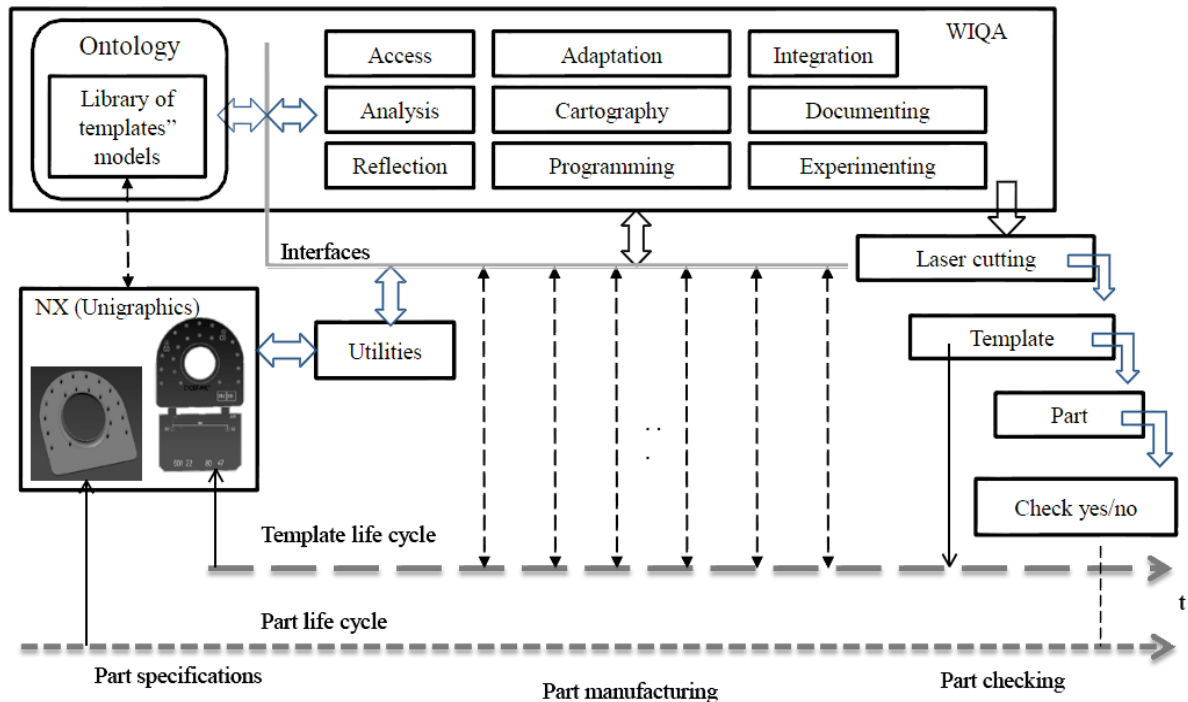 Ontology
Library of
templates”
models
WIQA
Access
Adaptation
Integration
Analysis
Cartography
Documenting
Reflection
Programming
Experimenting
Interfaces
Laser cutting
NX (Unigraphics)
Utilities
Template
Part
Check yes/no
Template life cycle
t
Part life cycle
Part specifications
Part manufacturing
Part checking